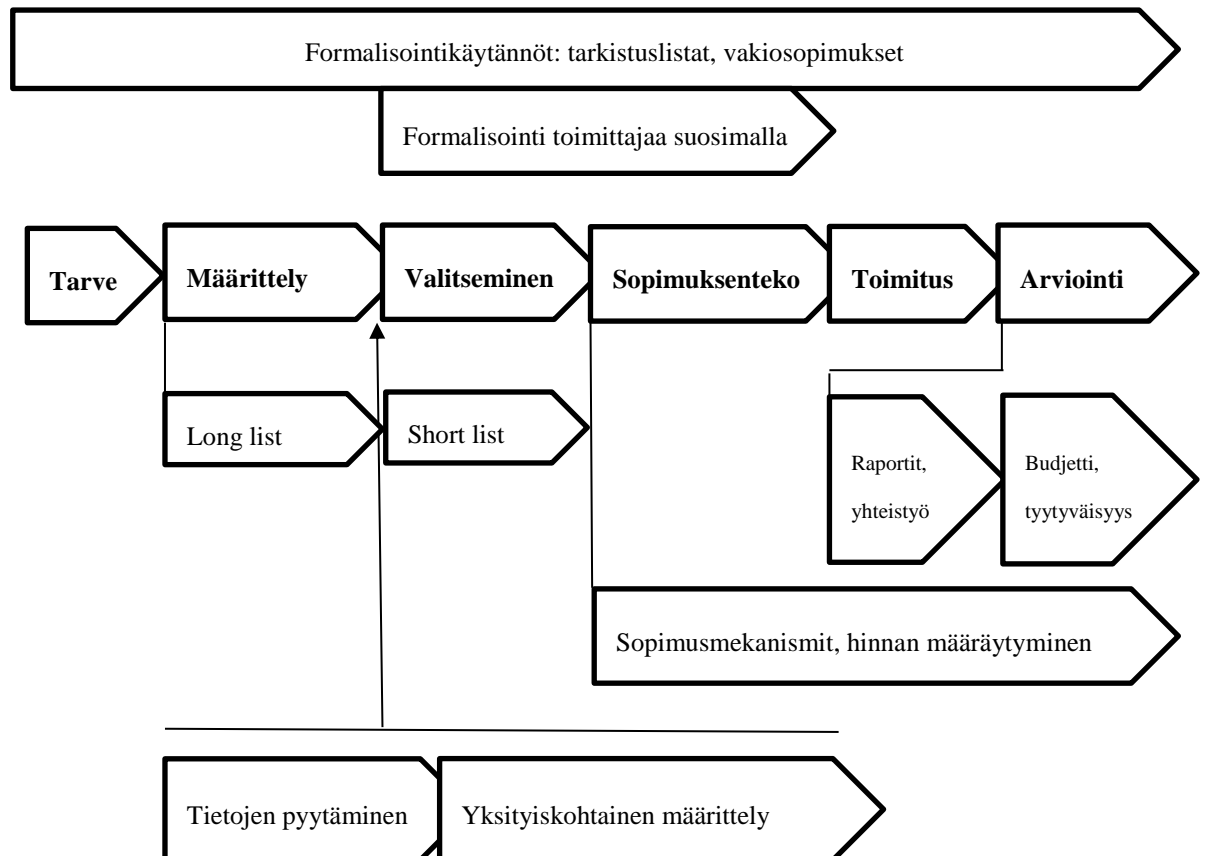 Formalisointikäytännöt: tarkistuslistat, vakiosopimukset
Formalisointi toimittajaa suosimalla
Tarve
Määrittely
Valitseminen
Sopimuksenteko
Toimitus
Arviointi
Long list
Short list
Raportit,
yhteistyö
Budjetti,
tyytyväisyys
Sopimusmekanismit, hinnan määräytyminen
Tietojen pyytäminen
Yksityiskohtainen määrittely